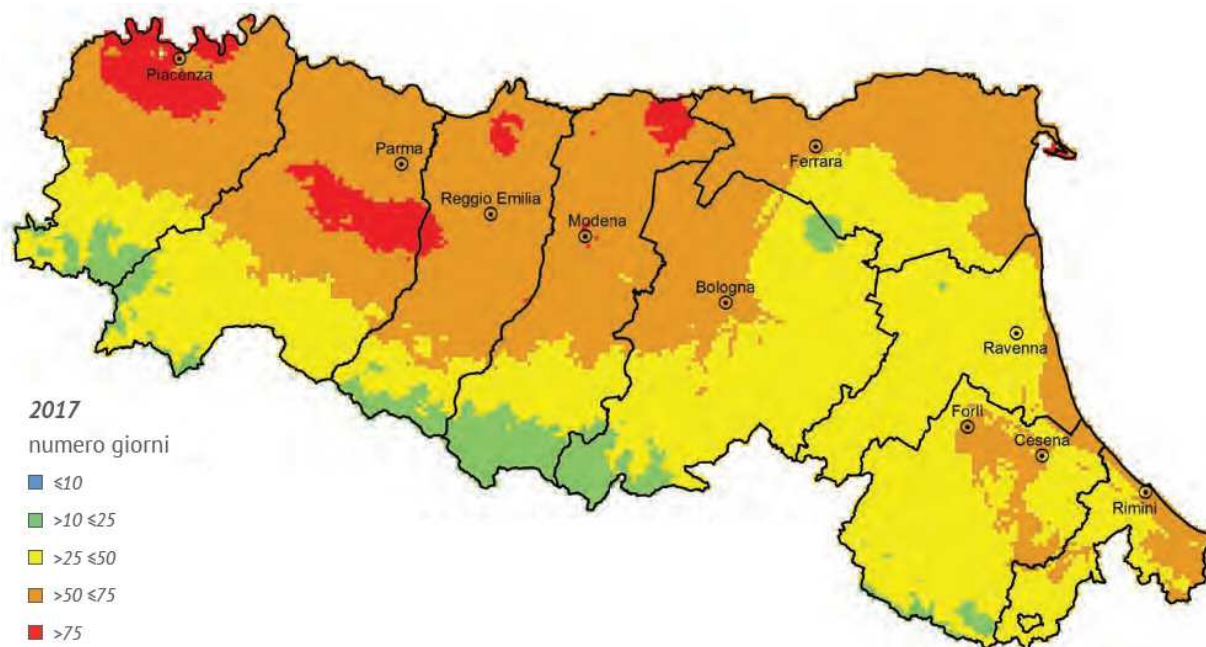 Piacenza
Parma
Ferrara
Reggio Emilia
Modena
Bologna
Ravenna
Forlì
Cesena
Rimini
2017
numero giorni
≤10
>10 ≤25
>25 ≤50
>50 ≤75
>75